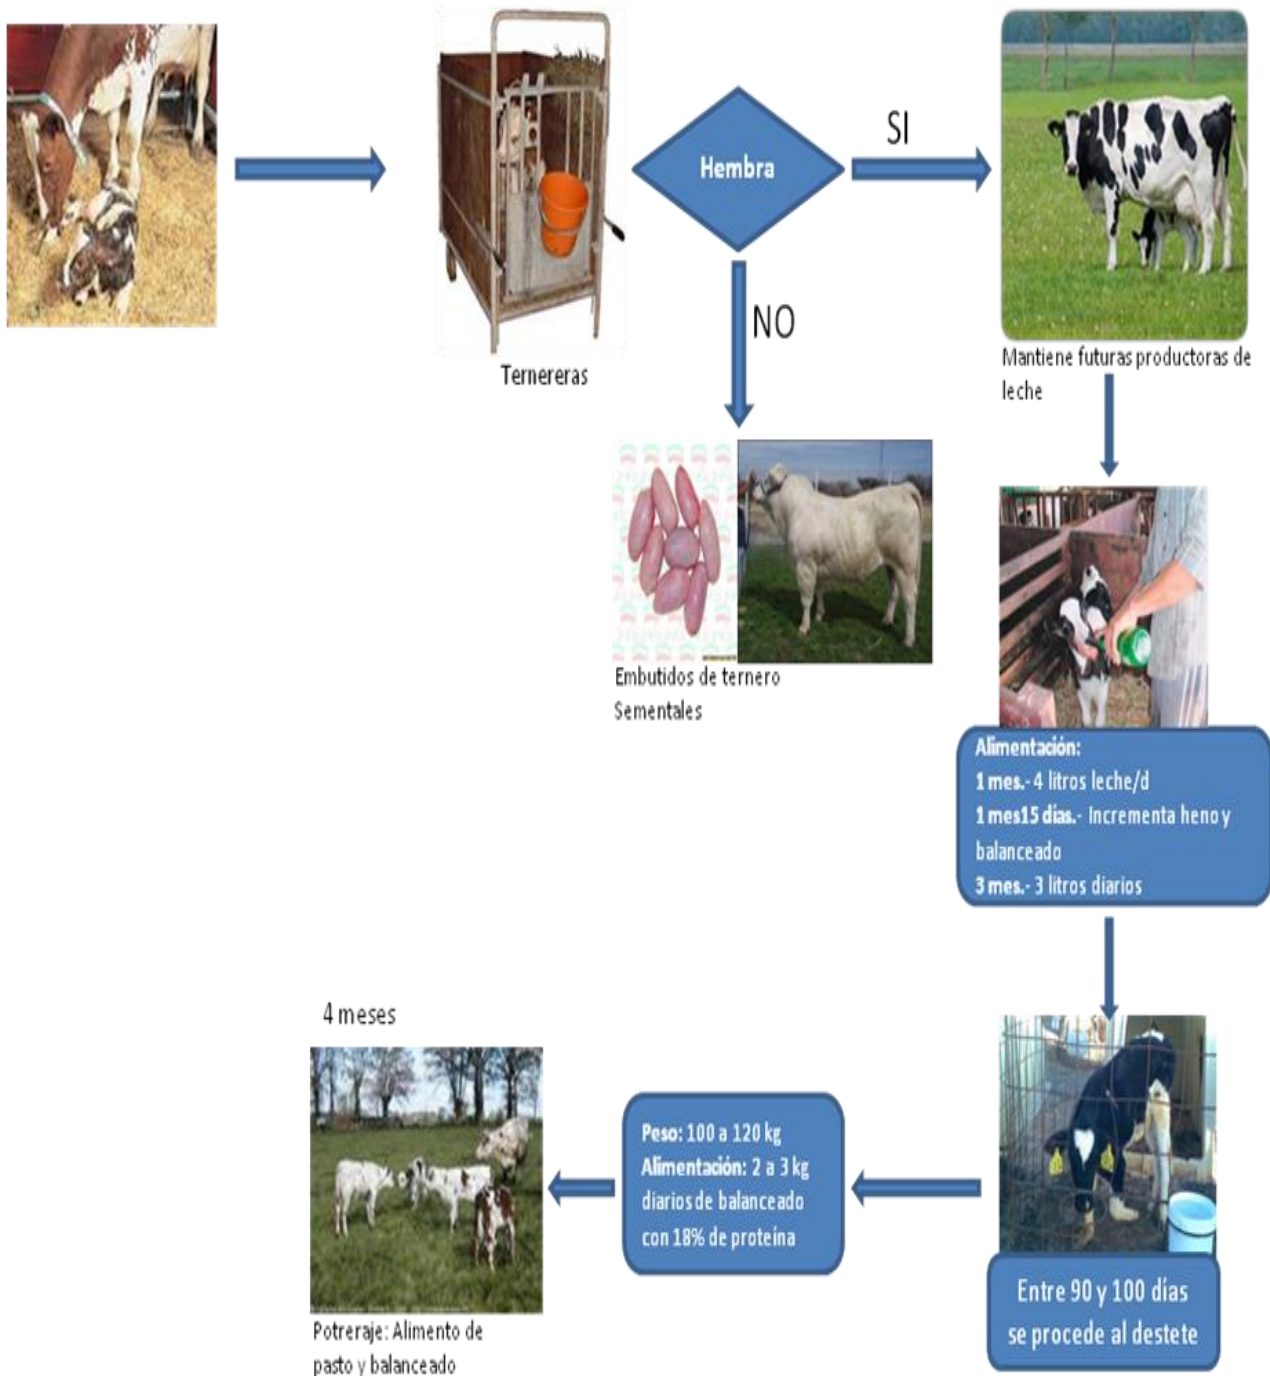 Hembra
SI
NO
Ternereras
Mantiene futuras productoras de
leche
Embutidos de ternero
Sementales
Alimentación:
1 mes.- 4 litros leche/d
1 mes15 días.- Incrementa heno y
balanceado
3 mes.- 3 litros diarios
Entre 90 y 100 días
se procede al destete
Peso: 100 a 120 kg
Alimentación: 2 a 3 kg
diarios de balanceado
con 18% de proteína
4 meses
Potreraje: Alimento de
pasto y balanceado